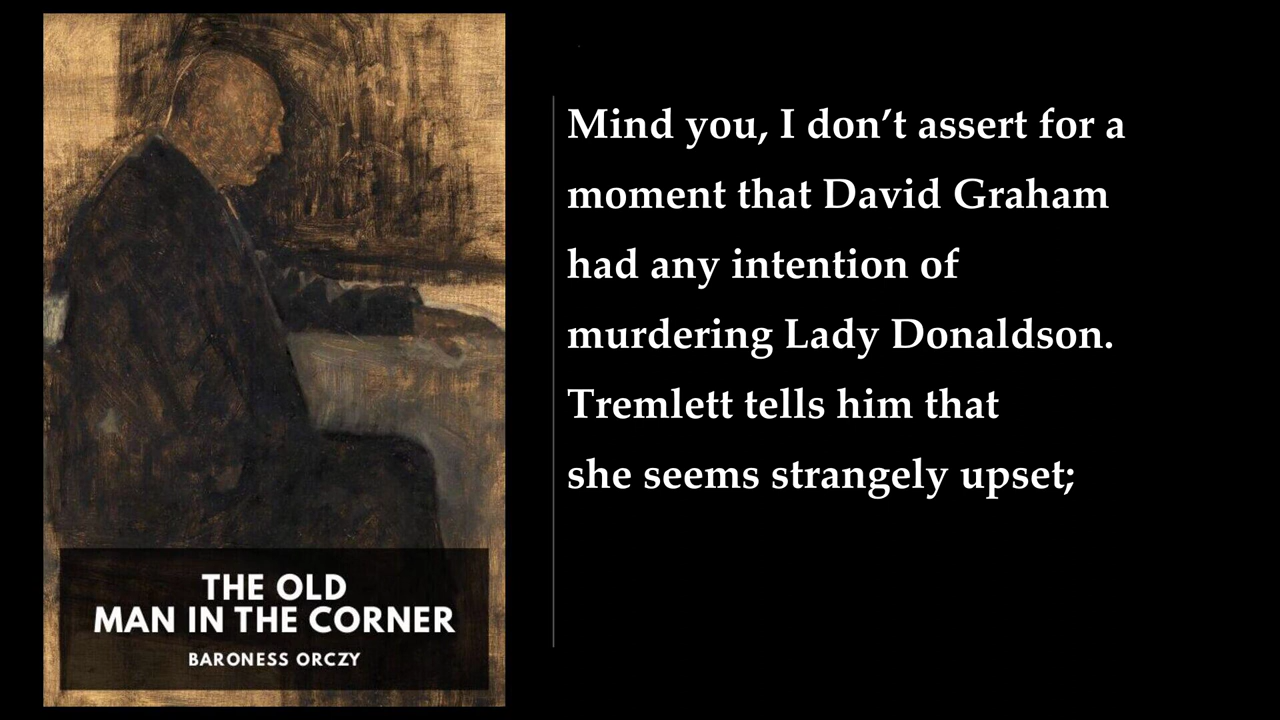 Mind you, I don’t assert for a
moment that David Graham
had any intention of
murdering Lady Donaldson.
Tremlett tells him that
she seems strangely upset;
THE OLD
MAN IN THE CORNER
BARONESS ORCZY